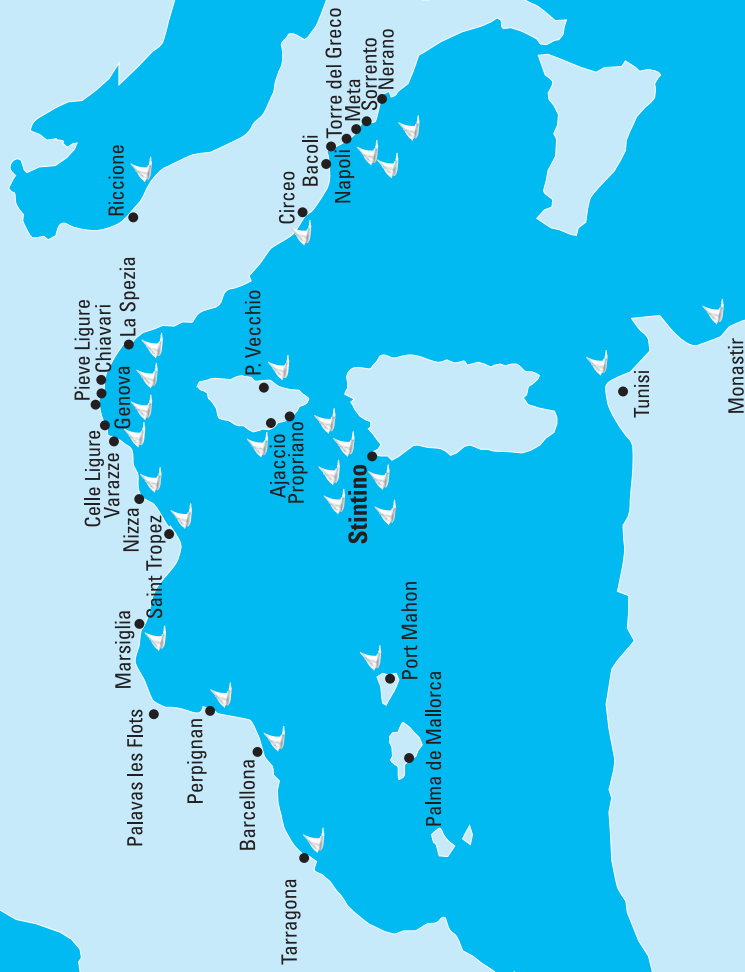 Riccione
Pieve Ligure
Chiavari
La Spezia
Genova
Celle Ligure
Varazze
Nizza
Saint Tropez
Marsiglia
Palavas les Flots
Perpignan
Barcellona
Tarragona
Circeo
Bacoli
Napoli
Torre del Greco
Meta
Sorrento
Nerano
P. Vecchio
Ajaccio
Propriano
Stintino
Port Mahon
Palma de Mallorca
Tunisi
Monastir